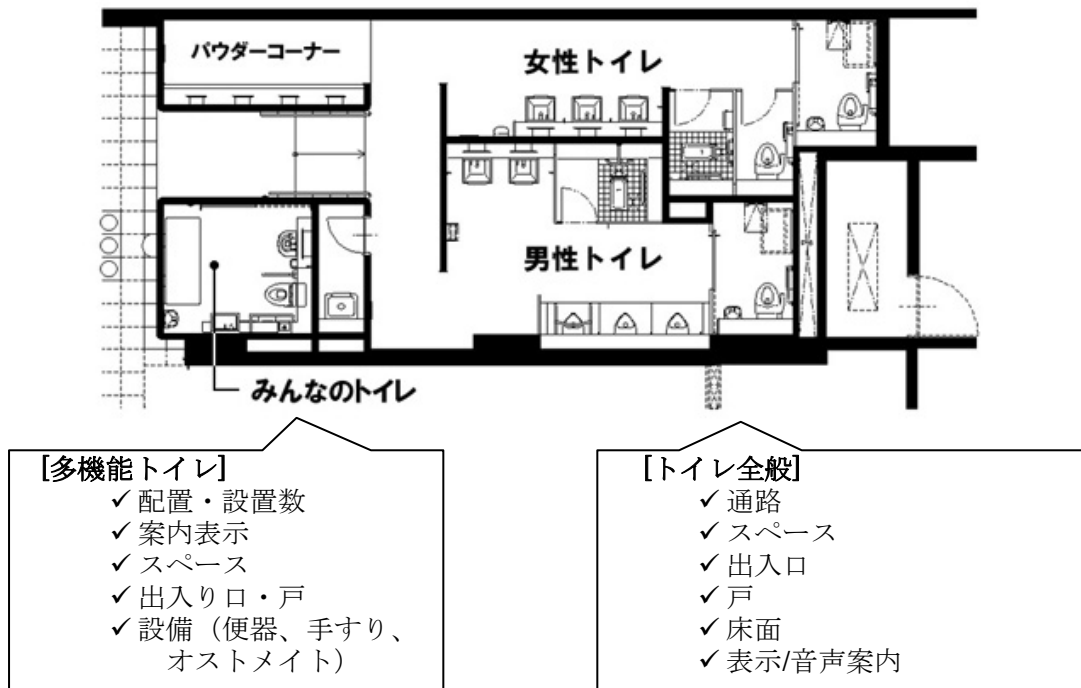 パウダーコーナー
女性トイレ
男性トイレ
みんなのトイレ
[多機能トイレ]
✓配置・設置数
✓案内表示
✓スペース
✓出入り口・戸
✓設備（便器、手すり、
オストメイト）
[トイレ全般]
✓通路
✓スペース
✓出入口
✓戸
✓床面
✓表示/音声案内